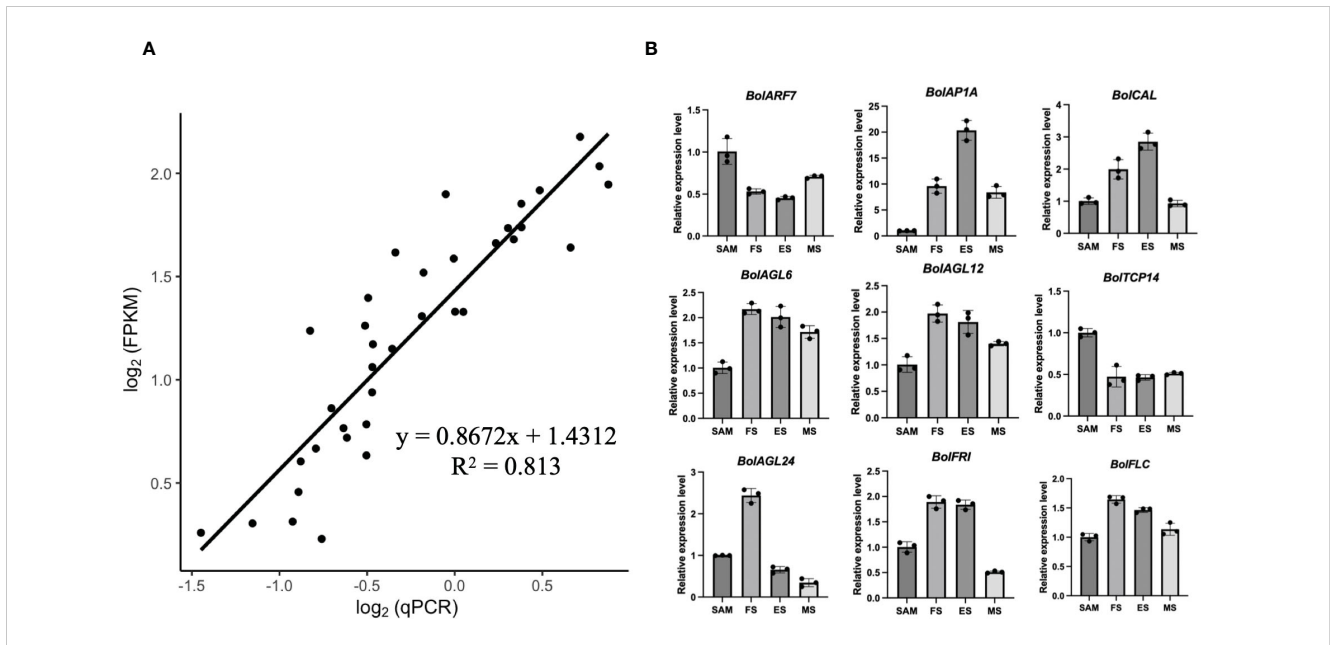 A
B
log2 (FPKM)
2.0
1.5
1.0
0.5
y = 0.8672x + 1.4312
R² = 0.813
-1.5 -1.0 -0.5 0.0 0.5
log2 (qPCR)
BolARF7
Relative expression level
1.5
1.0
0.5
0.0
SAM FS ES MS
BolAP1A
Relative expression level
25
20
15
10
5
0
SAM FS ES MS
BolCAL
Relative expression level
4
3
2
1
0
SAM FS ES MS
BolAGL6
Relative expression level
2.5
2.0
1.5
1.0
0.5
0.0
SAM FS ES MS
BolAGL12
Relative expression level
2.5
2.0
1.5
1.0
0.5
0.0
SAM FS ES MS
BolTCP14
Relative expression level
1.5
1.0
0.5
0.0
SAM FS ES MS
BolAGL24
Relative expression level
3
2
1
0
SAM FS ES MS
BolFRI
Relative expression level
2.5
2.0
1.5
1.0
0.5
0.0
SAM FS ES MS
BolFLC
Relative expression level
2.0
1.5
1.0
0.5
0.0
SAM FS ES MS